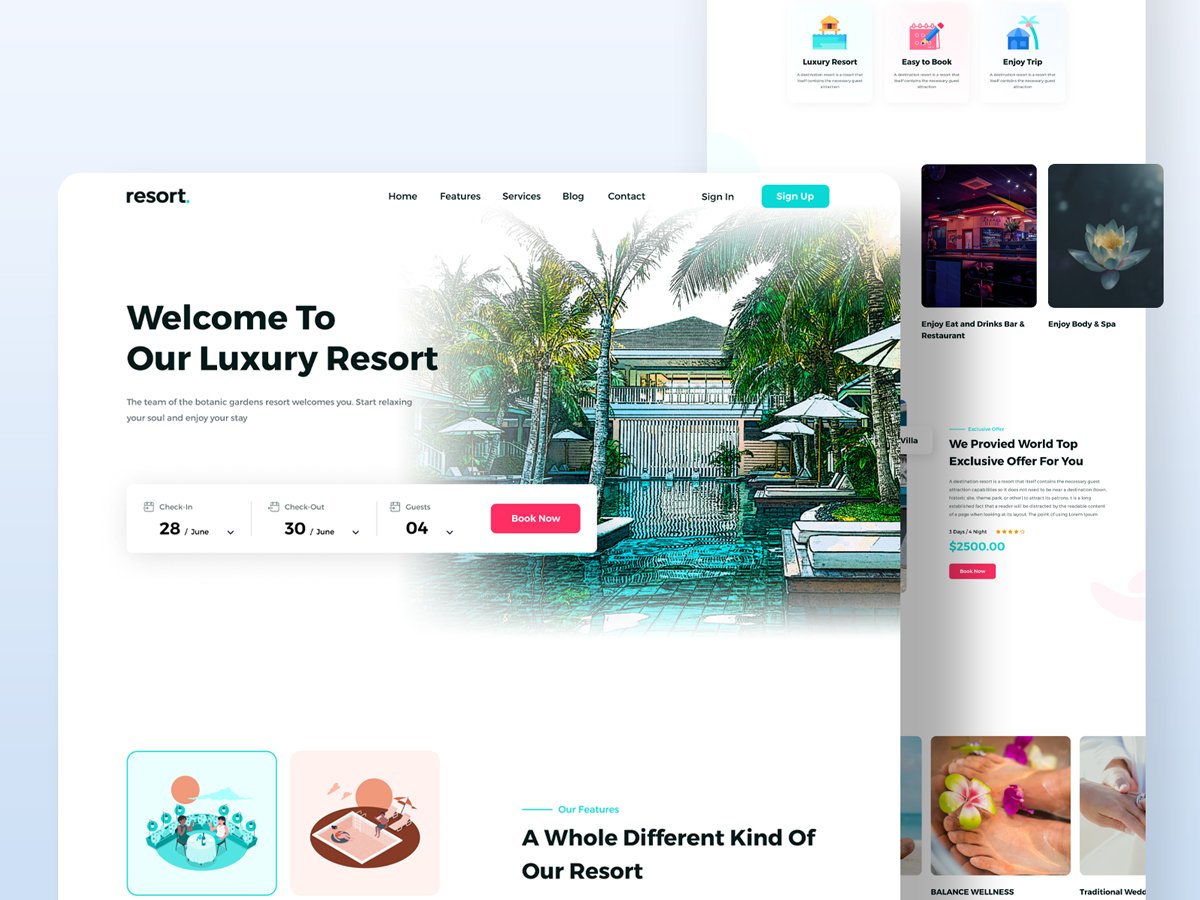 resort.
Home
Features
Services
Blog
Contact
Sign In
Sign Up
Welcome To
Our Luxury Resort
The team of the botanic gardens resort welcomes you. Start relaxing
your soul and enjoy your stay
Check-In
28 / June
Check-Out
30 / June
Guests
04
Book Now
Our Features
A Whole Different Kind Of
Our Resort
Luxury Resort
A destination resort is a resort that
itself contains the necessary guest
attraction
Easy to Book
A destination resort is a resort that
itself contains the necessary guest
attraction
Enjoy Trip
A destination resort is a resort that
itself contains the necessary guest
attraction
Enjoy Eat and Drinks Bar &
Restaurant
Enjoy Body & Spa
Villa
Exclusive Offer
We Provied World Top
Exclusive Offer For You
A destination resort is a resort that itself contains the necessary guest
attraction capabilities so it does not need to be near a destination (town,
historic site, theme park, or other) to attract its patrons. It is a long
established fact that a reader will be distracted by the readable content
of a page when looking at its layout. The point of using Lorem Ipsum
3 Days / 4 Night
$2500.00
Book Now
BALANCE WELLNESS
Traditional Wedd